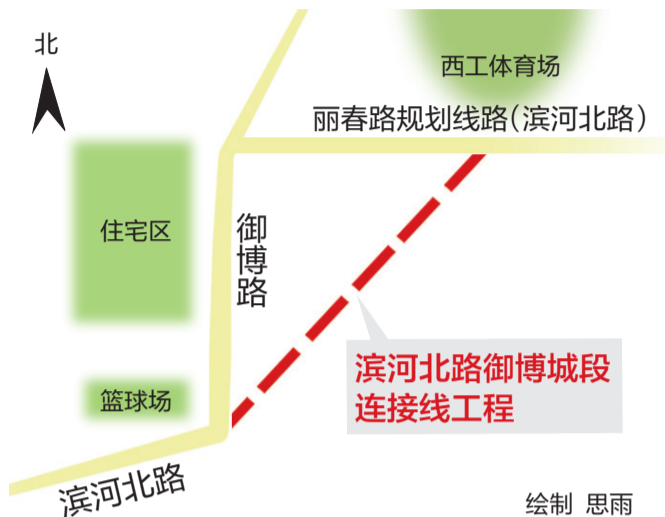 北
西工体育场
丽春路规划线路（滨河北路）
住宅区
御博路
滨河北路御博城段
连接线工程
篮球场
滨河北路
绘制 思雨